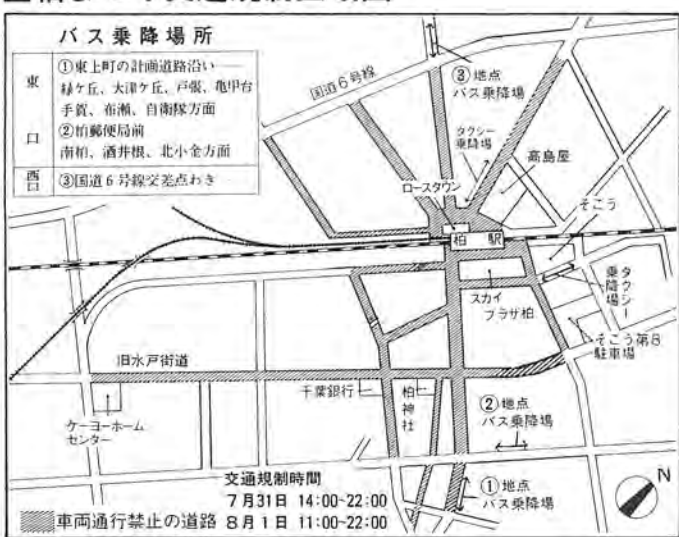 バス乗降場所
東口
①東上町の計画道路沿い──
緑ケ丘、大津ケ丘、戸張、亀甲台
手賀、布瀬、自衛隊方面
②柏郵便局前
南柏、酒井根、北小金方面
西口
③国道6号線交差点わき
国道6号線
③地点
バス乗降場
タクシー
乗降場
高島屋
ロースタウン
そごう
柏駅
タクシー
乗降場
スカイ
プラザ柏
そごう第8
駐車場
旧水戸街道
千葉銀行
柏神社
ケーヨーホーム
センター
②地点
バス乗降場
①地点
バス乗降場
N
交通規制時間
7月31日 14:00~22:00
車両通行禁止の道路 8月1日 11:00~22:00